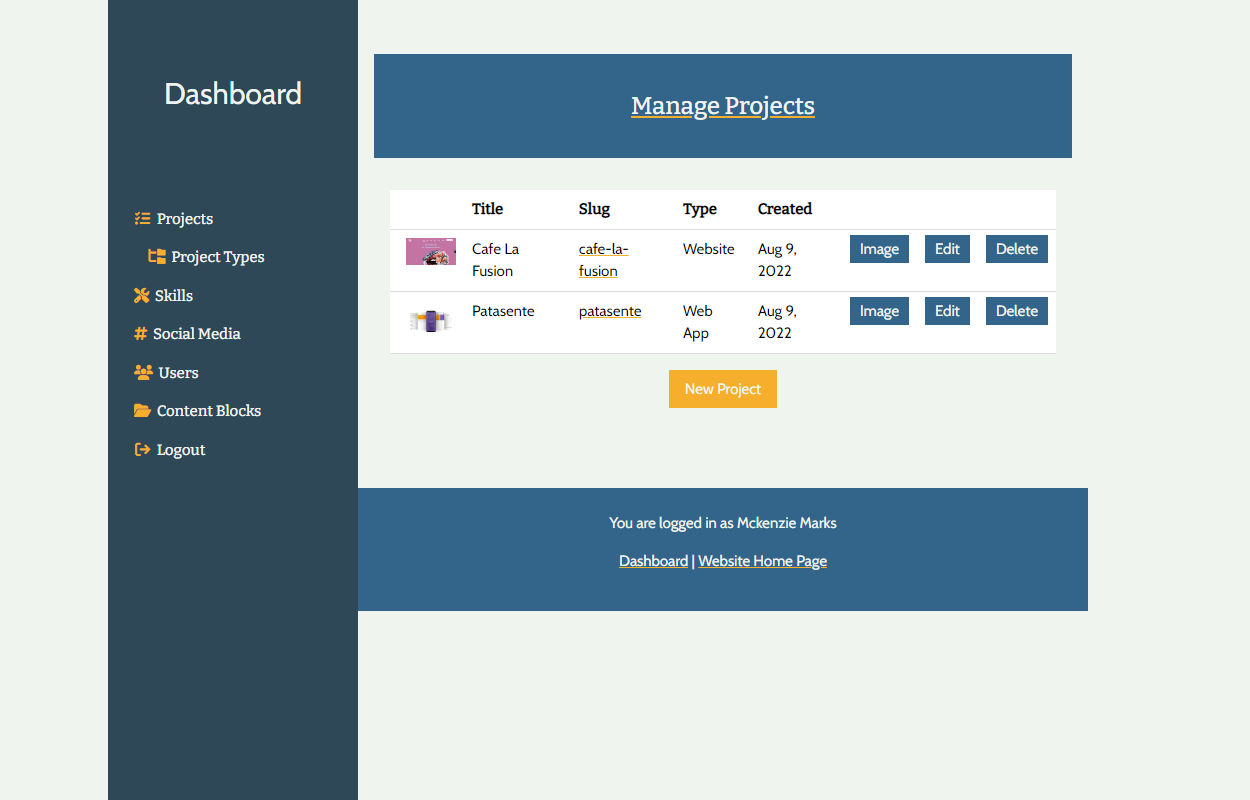 Dashboard
Projects
Project Types
Skills
Social Media
Users
Content Blocks
Logout
Manage Projects
Title Slug Type Created
Cafe La cafe-la- Website Aug 9, Image Edit Delete
Fusion fusion 2022
Patasente patasente Web Aug 9, Image Edit Delete
App 2022
New Project
You are logged in as Mckenzie Marks
Dashboard | Website Home Page